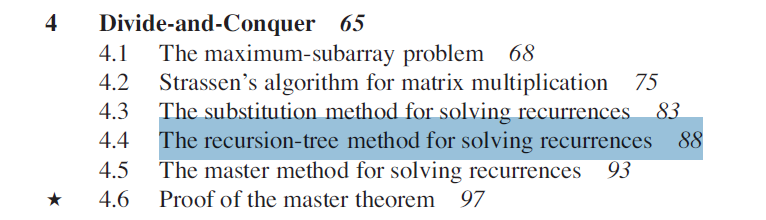 4 Divide-and-Conquer 65
4.1 The maximum-subarray problem 68
4.2 Strassen's algorithm for matrix multiplication 75
4.3 The substitution method for solving recurrences 83
4.4 The recursion-tree method for solving recurrences 88
4.5 The master method for solving recurrences 93
★ 4.6 Proof of the master theorem 97